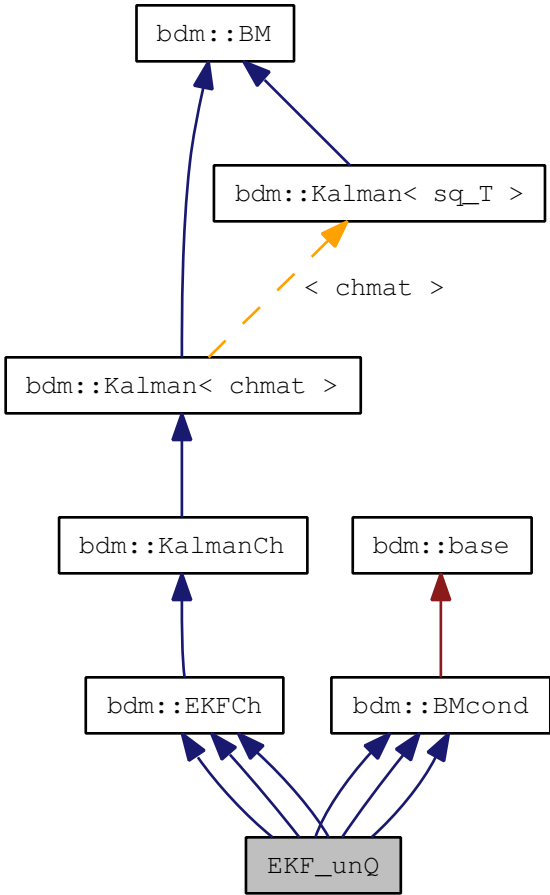 bdm::BM
bdm::Kalman< sq_T >
< chmat >
bdm::Kalman< chmat >
bdm::KalmanCh
bdm::base
bdm::EKFCh
bdm::BMcond
EKF_unQ